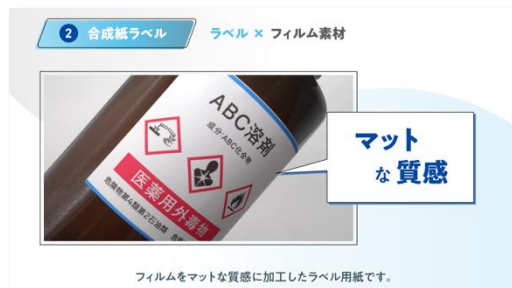 2 合成紙ラベル ラベル × フィルム素材
ABC溶剤
成分:ABC化合物
医薬用外毒物
危険物第4類第2石油類 危
マット
な 質感
フィルムをマットな質感に加工したラベル用紙です。